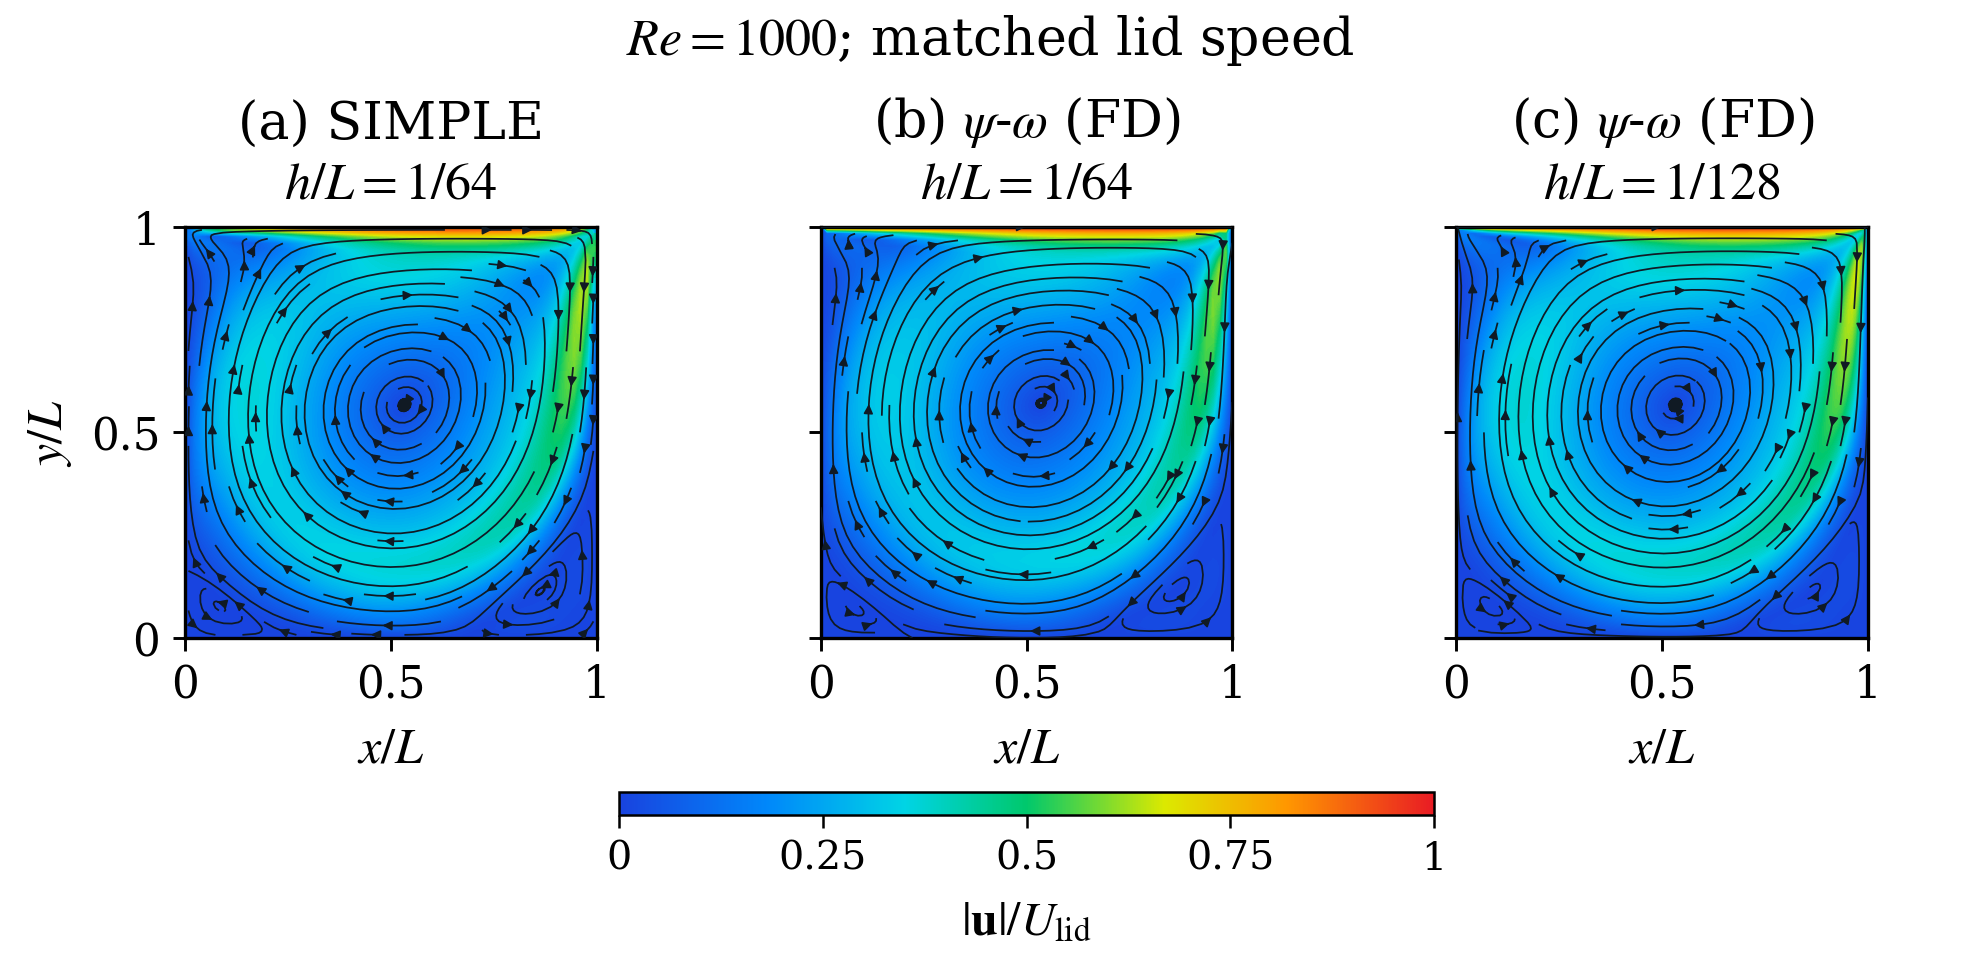 Re = 1000; matched lid speed
(a) SIMPLE
h/L = 1/64
(b) ψ-ω (FD)
h/L = 1/64
(c) ψ-ω (FD)
h/L = 1/128
y/L
1
0.5
0
0 0.5 1
x/L
0 0.5 1
x/L
0 0.5 1
x/L
0 0.25 0.5 0.75 1
|u|/U_lid